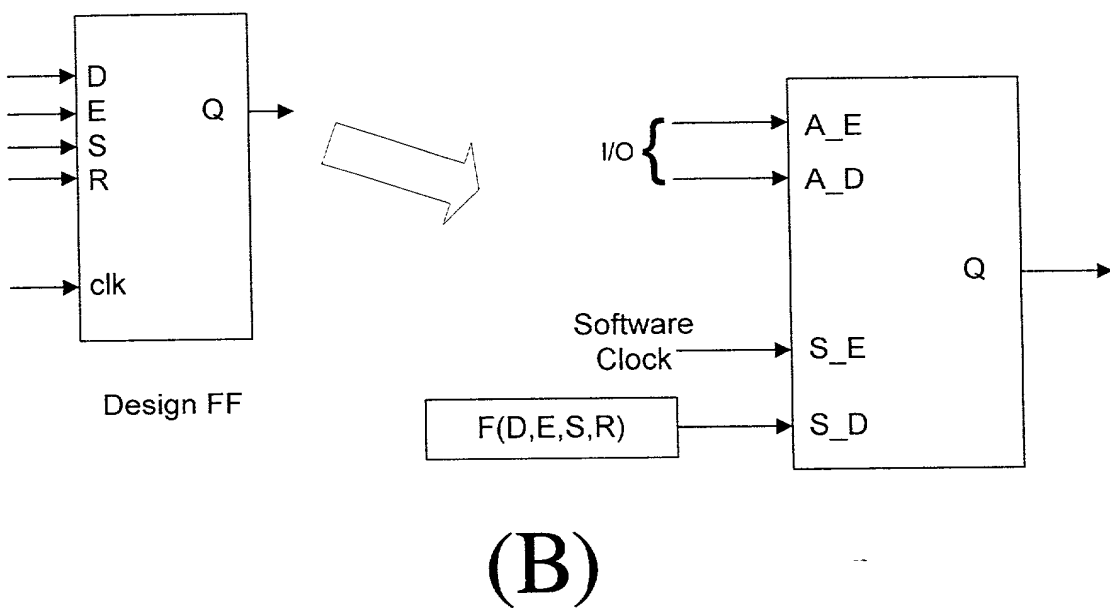 D
E
S
R
clk
Q
Design FF
I/O {
A_E
A_D
Q
Software
Clock
S_E
F(D,E,S,R)
S_D
(B)